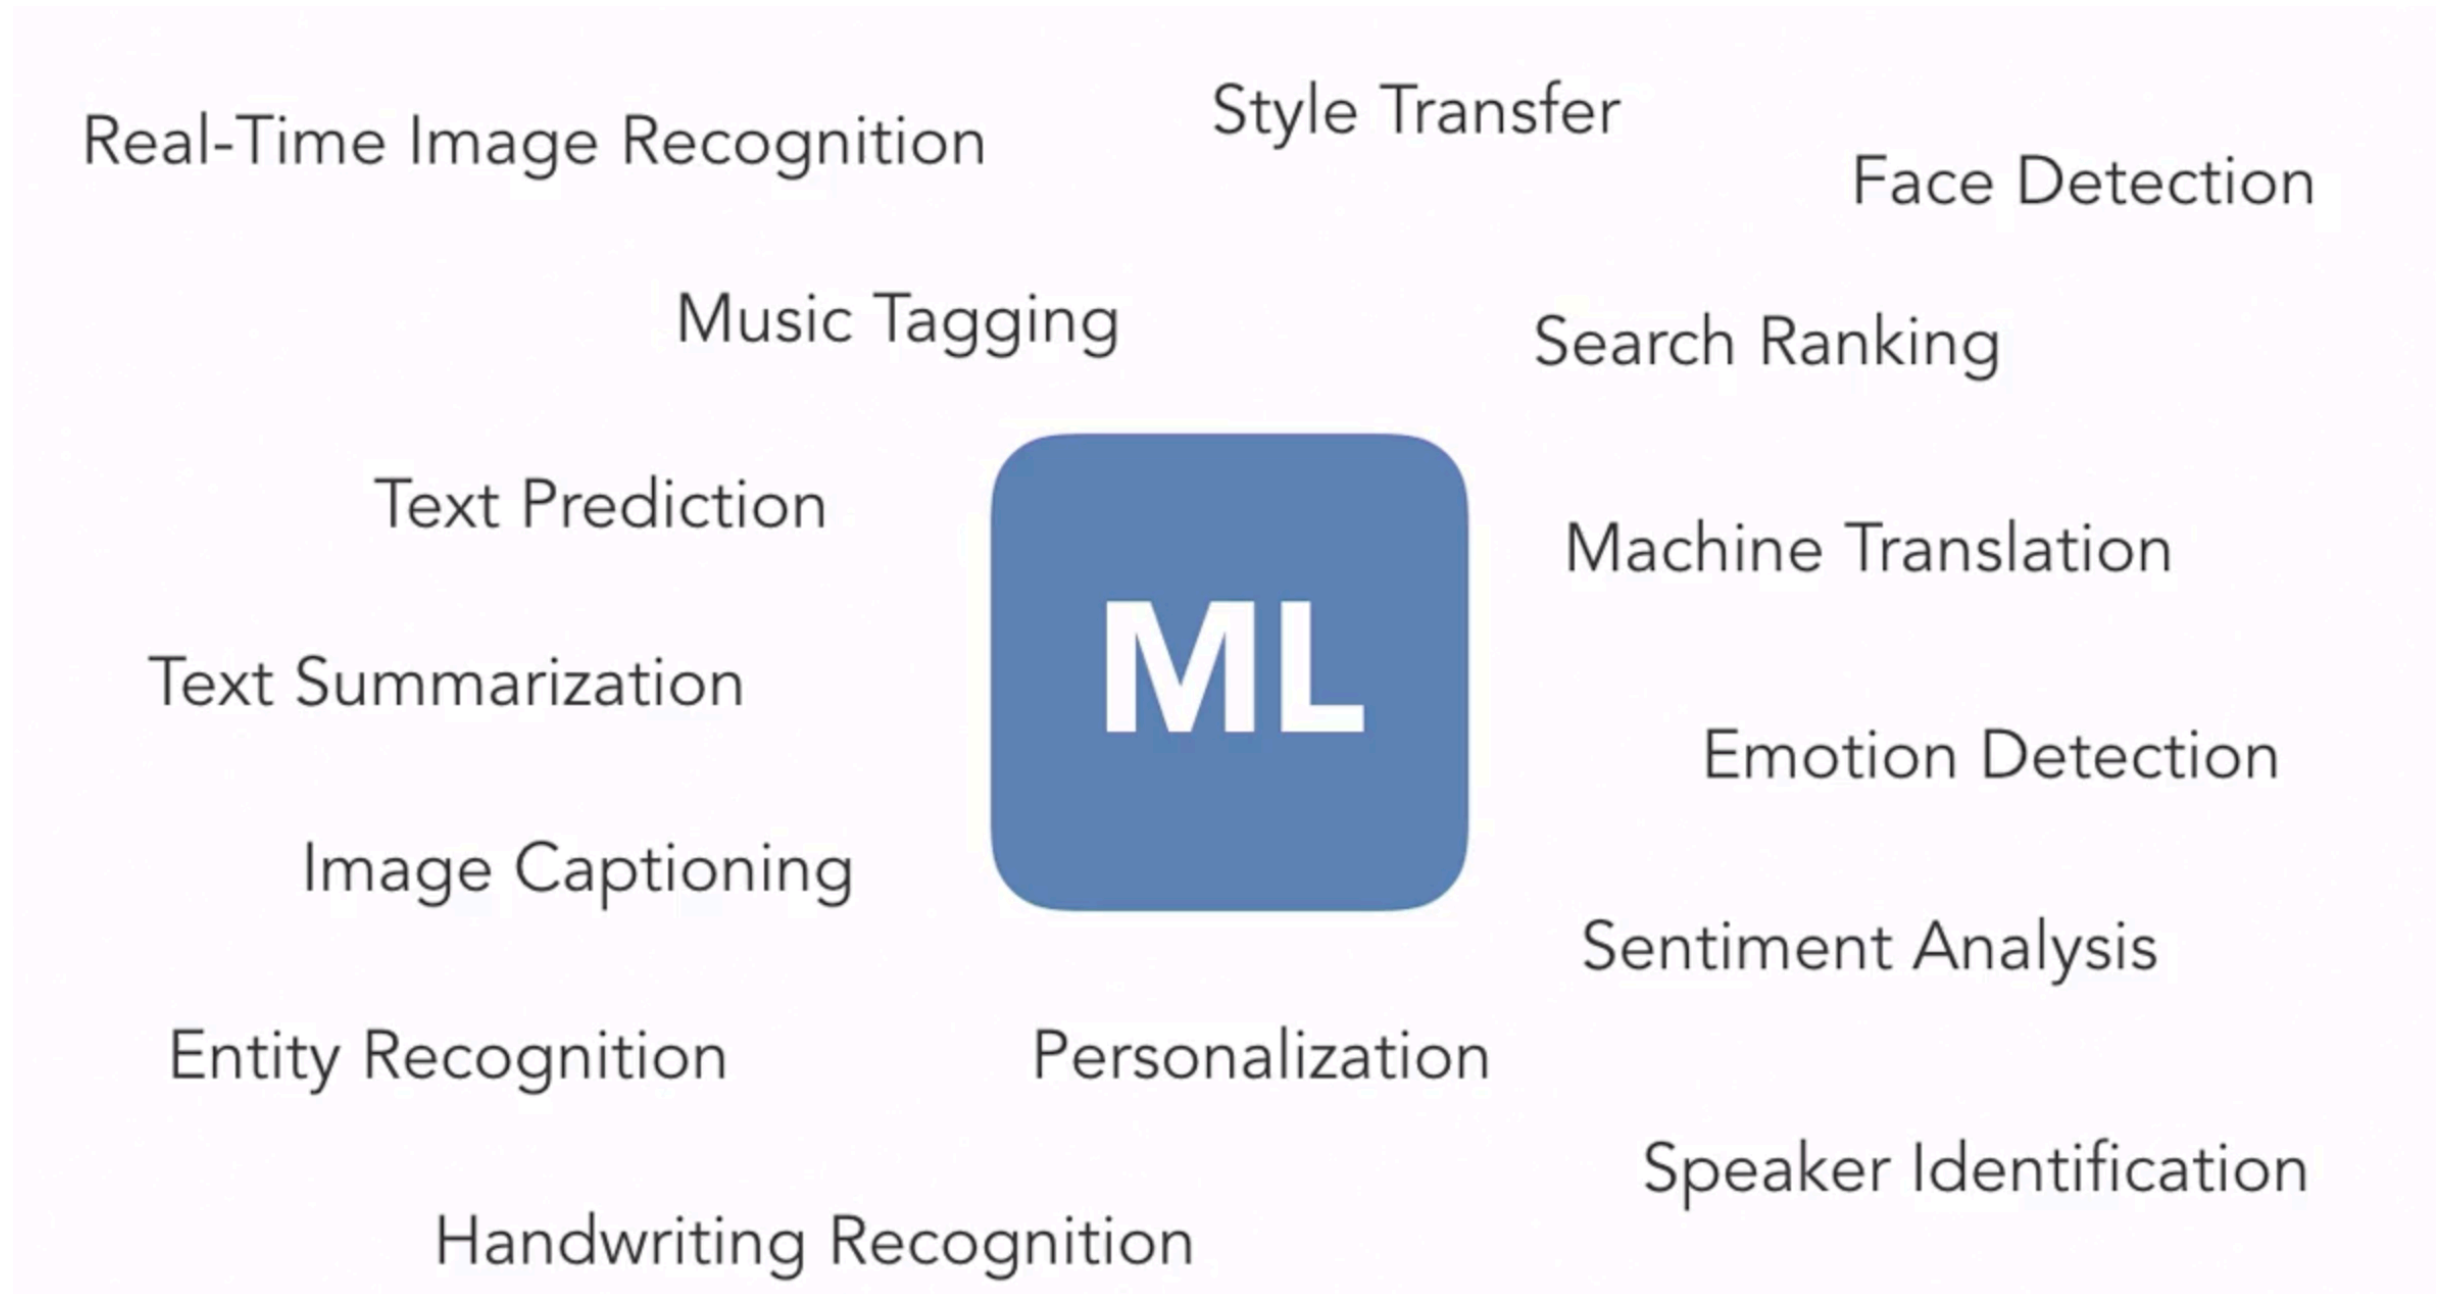 Real-Time Image Recognition
Style Transfer
Face Detection
Music Tagging
Search Ranking
Text Prediction
Machine Translation
ML
Text Summarization
Emotion Detection
Image Captioning
Sentiment Analysis
Entity Recognition
Personalization
Speaker Identification
Handwriting Recognition